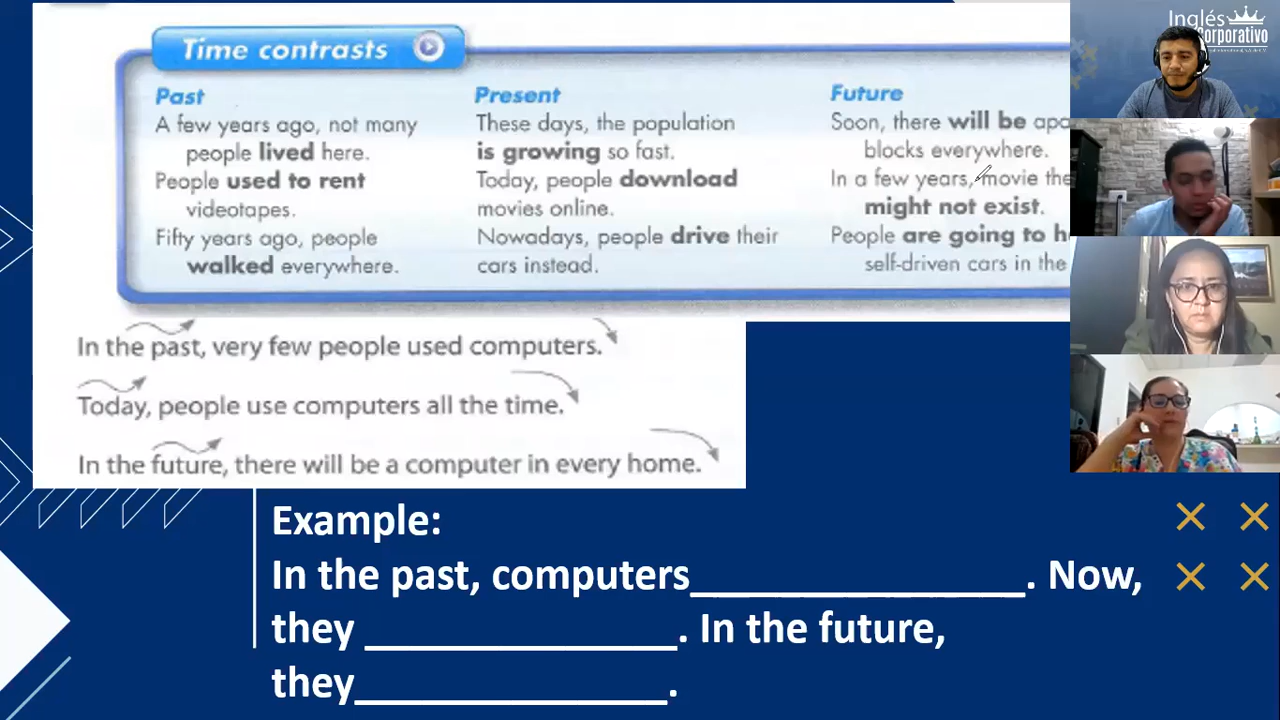 Inglés
Corporativo
Time contrasts
Past
A few years ago, not many
people lived here.
People used to rent
videotapes.
Fifty years ago, people
walked everywhere.
Present
These days, the population
is growing so fast.
Today, people download
movies online.
Nowadays, people drive their
cars instead.
Future
Soon, there will be
blocks everywhere.
In a few years, movie
might not exist.
People are going to
self-driven cars in the
In the past, very few people used computers.
Today, people use computers all the time.
In the future, there will be a computer in every home.
Example:
In the past, computers______________. Now,
they _____________. In the future,
they_____________.